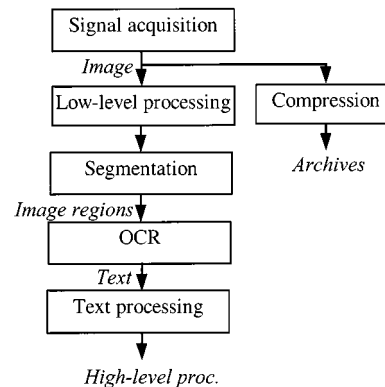 Signal acquisition
Image
Low-level processing
Compression
Archives
Segmentation
Image regions
OCR
Text
Text processing
High-level proc.